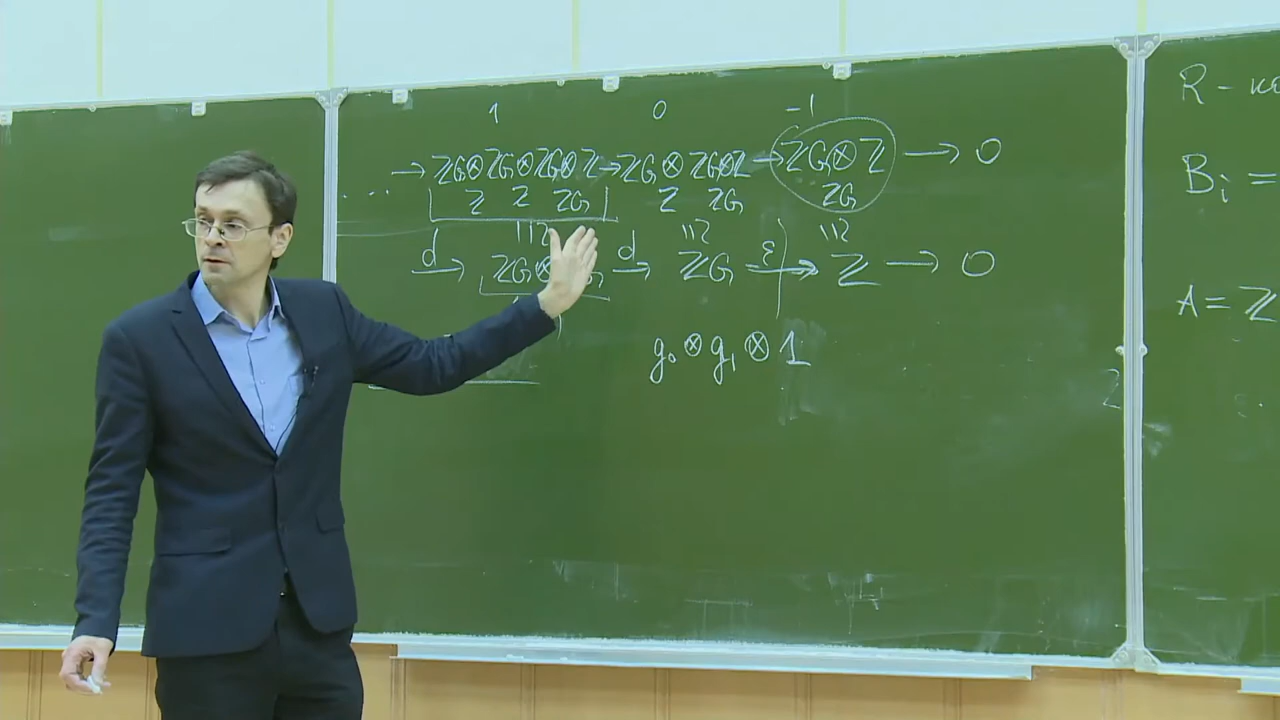 1 0 -1
... → ZG⊗ZG⊗ZG⊗Z → ZG⊗ZG⊗Z → ZG⊗Z → 0
Z Z ZG Z ZG ZG
d → ZG⊗ G d → ZG ε → Z → 0
g₀ ⊗ g₁ ⊗ 1
2
R -
Bᵢ =
A = Z